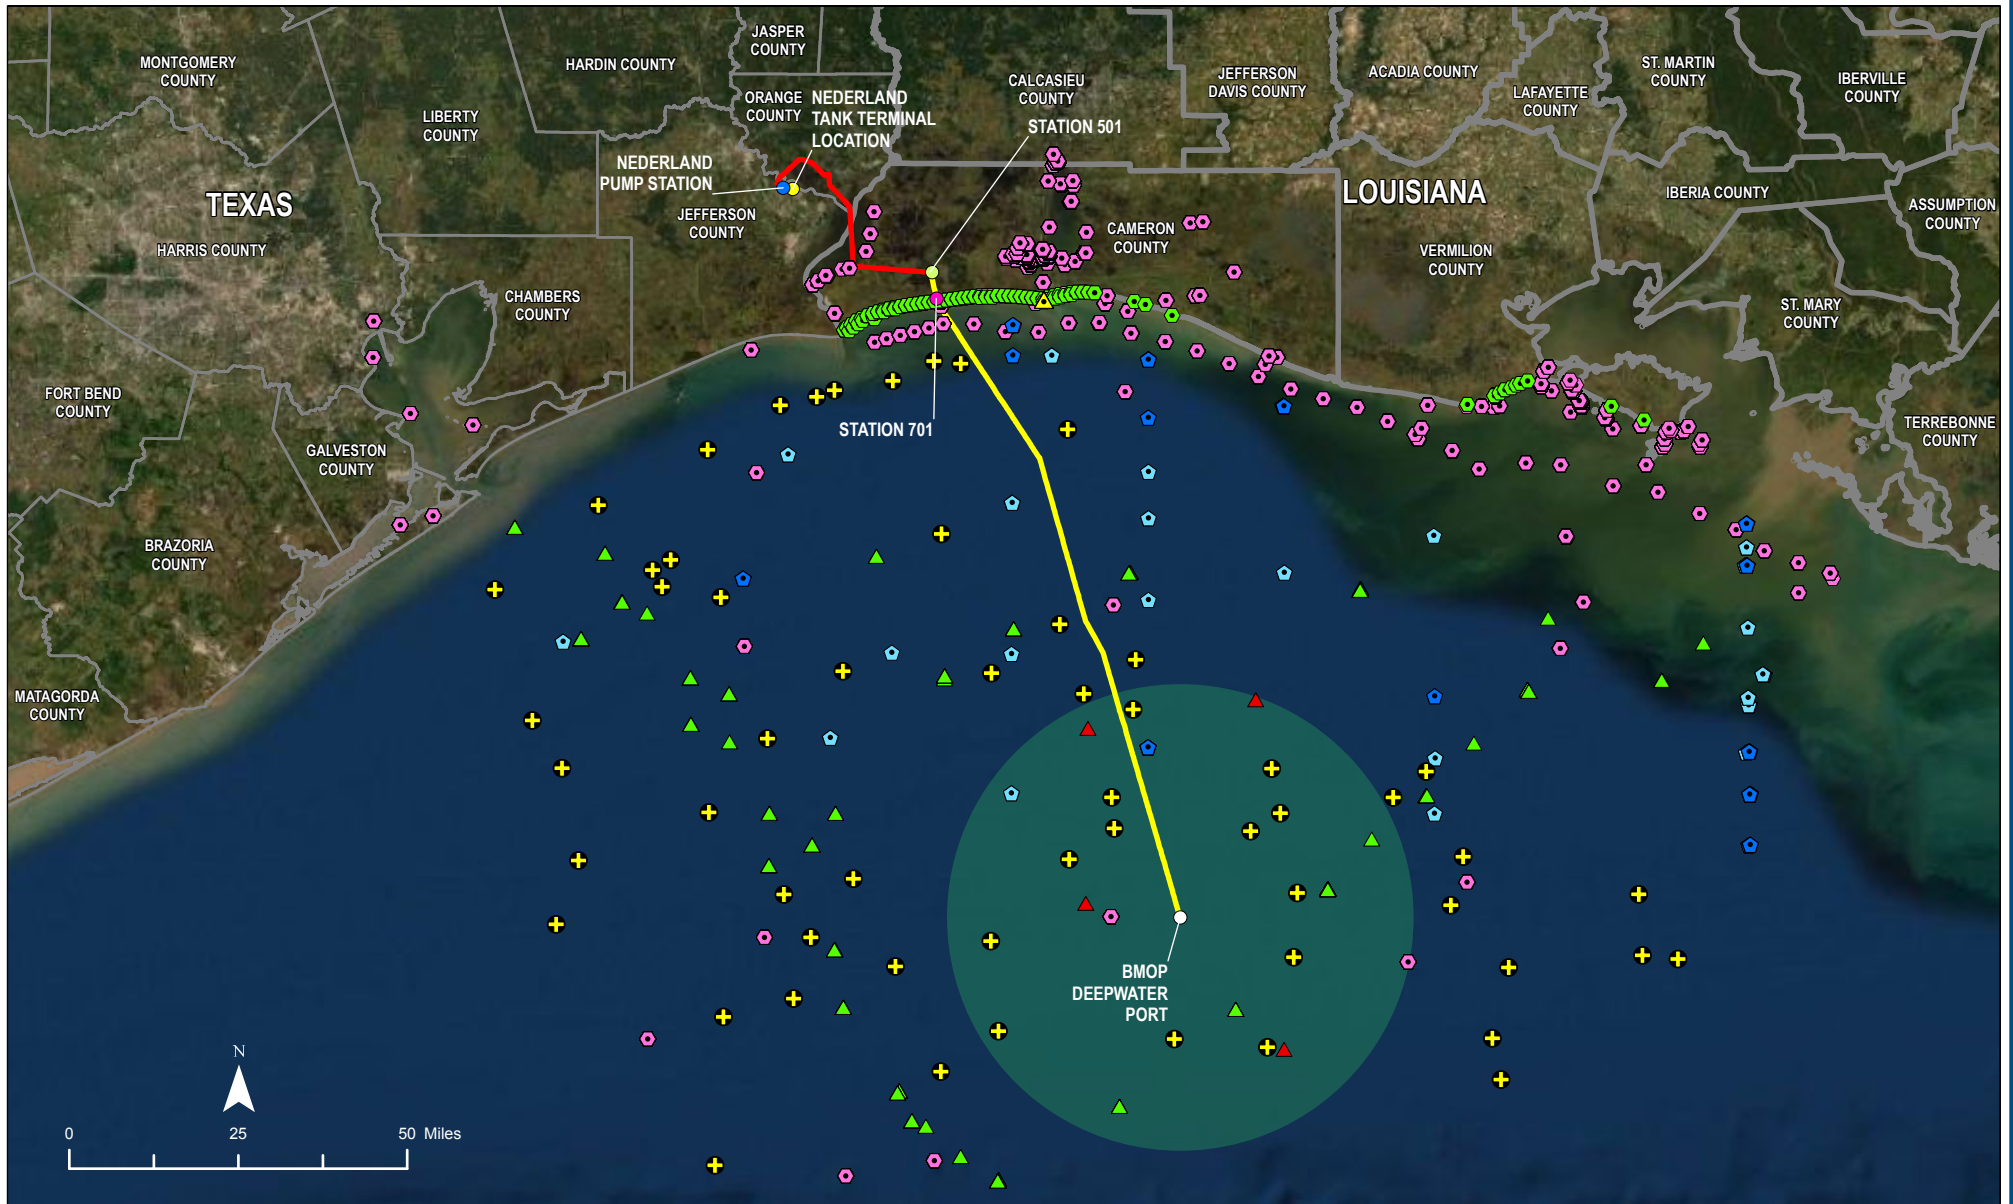 JASPER
COUNTY
MONTGOMERY
COUNTY
HARDIN COUNTY
LIBERTY
COUNTY
ORANGE
COUNTY
NEDERLAND
TANK TERMINAL
LOCATION
CALCASIEU
COUNTY
STATION 501
JEFFERSON
DAVIS COUNTY
ACADIA COUNTY
LAFAYETTE
COUNTY
ST. MARTIN
COUNTY
IBERVILLE
COUNTY
NEDERLAND
PUMP STATION
TEXAS
LOUISIANA
IBERIA COUNTY
ASSUMPTION
COUNTY
HARRIS COUNTY
JEFFERSON
COUNTY
CAMERON
COUNTY
VERMILION
COUNTY
CHAMBERS
COUNTY
ST. MARY
COUNTY
FORT BEND
COUNTY
GALVESTON
COUNTY
STATION 701
TERREBONNE
COUNTY
BRAZORIA
COUNTY
MATAGORDA
COUNTY
BMOP
DEEPWATER
PORT
N
0 25 50 Miles